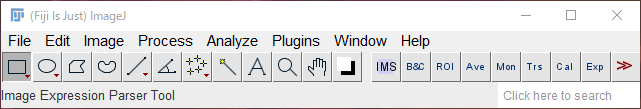 (Fiji Is Just) ImageJ
File Edit Image Process Analyze Plugins Window Help
A IMS B&C ROI Ave Mon Trs Cal Exp >>
Image Expression Parser Tool Click here to search